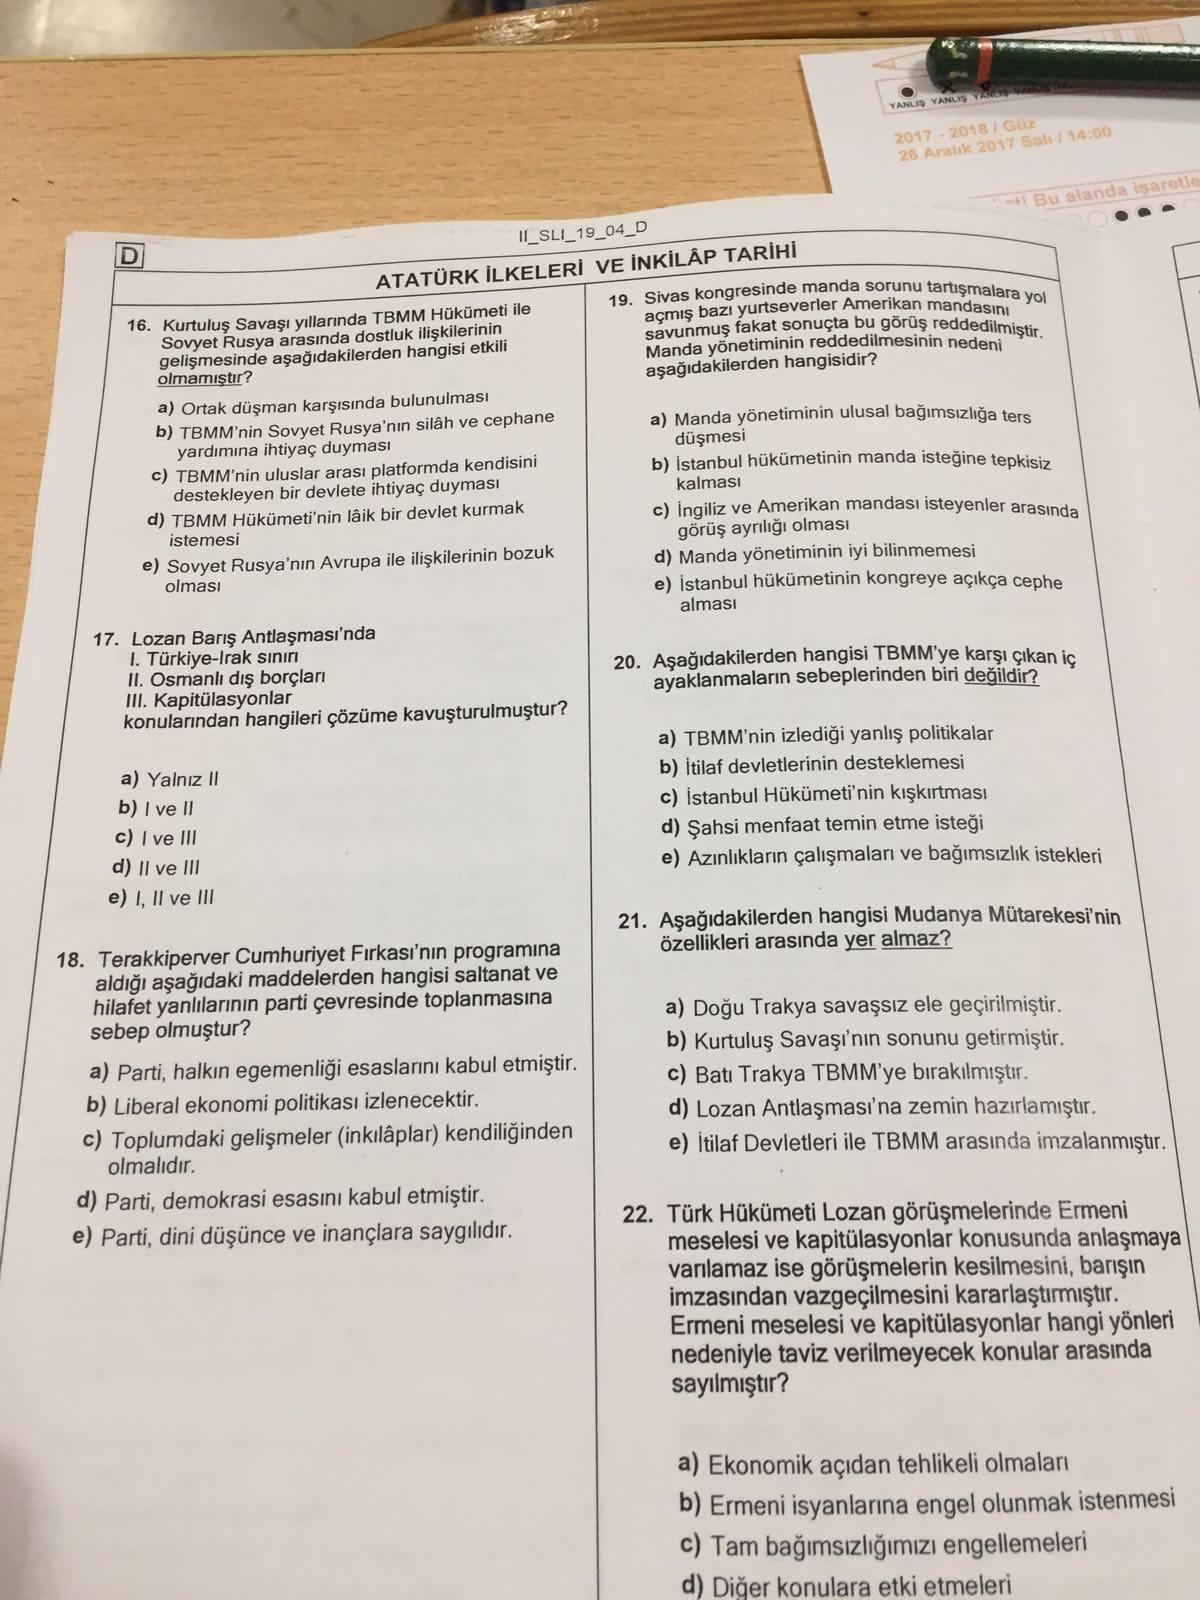 YANLIŞ YANLIŞ YANLIŞ
2017 - 2018 / Güz
26 Aralık 2017 Salı / 14:00
Bu alanda işaretle
II_SLI_19_04_D
D
ATATÜRK İLKELERİ VE İNKİLÂP TARİHİ
16. Kurtuluş Savaşı yıllarında TBMM Hükümeti ile
Sovyet Rusya arasında dostluk ilişkilerinin
gelişmesinde aşağıdakilerden hangisi etkili
olmamıştır?
a) Ortak düşman karşısında bulunulması
b) TBMM'nin Sovyet Rusya'nın silâh ve cephane
yardımına ihtiyaç duyması
c) TBMM'nin uluslar arası platformda kendisini
destekleyen bir devlete ihtiyaç duyması
d) TBMM Hükümeti'nin lâik bir devlet kurmak
istemesi
e) Sovyet Rusya'nın Avrupa ile ilişkilerinin bozuk
olması
17. Lozan Barış Antlaşması'nda
I. Türkiye-Irak sınırı
II. Osmanlı dış borçları
III. Kapitülasyonlar
konularından hangileri çözüme kavuşturulmuştur?
a) Yalnız II
b) I ve II
c) I ve III
d) II ve III
e) I, II ve III
18. Terakkiperver Cumhuriyet Fırkası'nın programına
aldığı aşağıdaki maddelerden hangisi saltanat ve
hilafet yanlılarının parti çevresinde toplanmasına
sebep olmuştur?
a) Parti, halkın egemenliği esaslarını kabul etmiştir.
b) Liberal ekonomi politikası izlenecektir.
c) Toplumdaki gelişmeler (inkılâplar) kendiliğinden
olmalıdır.
d) Parti, demokrasi esasını kabul etmiştir.
e) Parti, dini düşünce ve inançlara saygılıdır.
19. Sivas kongresinde manda sorunu tartışmalara yol
açmış bazı yurtseverler Amerikan mandasını
savunmuş fakat sonuçta bu görüş reddedilmiştir.
Manda yönetiminin reddedilmesinin nedeni
aşağıdakilerden hangisidir?
a) Manda yönetiminin ulusal bağımsızlığa ters
düşmesi
b) İstanbul hükümetinin manda isteğine tepkisiz
kalması
c) İngiliz ve Amerikan mandası isteyenler arasında
görüş ayrılığı olması
d) Manda yönetiminin iyi bilinmemesi
e) İstanbul hükümetinin kongreye açıkça cephe
alması
20. Aşağıdakilerden hangisi TBMM'ye karşı çıkan iç
ayaklanmaların sebeplerinden biri değildir?
a) TBMM'nin izlediği yanlış politikalar
b) İtilaf devletlerinin desteklemesi
c) İstanbul Hükümeti'nin kışkırtması
d) Şahsi menfaat temin etme isteği
e) Azınlıkların çalışmaları ve bağımsızlık istekleri
21. Aşağıdakilerden hangisi Mudanya Mütarekesi'nin
özellikleri arasında yer almaz?
a) Doğu Trakya savaşsız ele geçirilmiştir.
b) Kurtuluş Savaşı'nın sonunu getirmiştir.
c) Batı Trakya TBMM'ye bırakılmıştır.
d) Lozan Antlaşması'na zemin hazırlamıştır.
e) İtilaf Devletleri ile TBMM arasında imzalanmıştır.
22. Türk Hükümeti Lozan görüşmelerinde Ermeni
meselesi ve kapitülasyonlar konusunda anlaşmaya
varılamaz ise görüşmelerin kesilmesini, barışın
imzasından vazgeçilmesini kararlaştırmıştır.
Ermeni meselesi ve kapitülasyonlar hangi yönleri
nedeniyle taviz verilmeyecek konular arasında
sayılmıştır?
a) Ekonomik açıdan tehlikeli olmaları
b) Ermeni isyanlarına engel olunmak istenmesi
c) Tam bağımsızlığımızı engellemeleri
d) Diğer konulara etki etmeleri